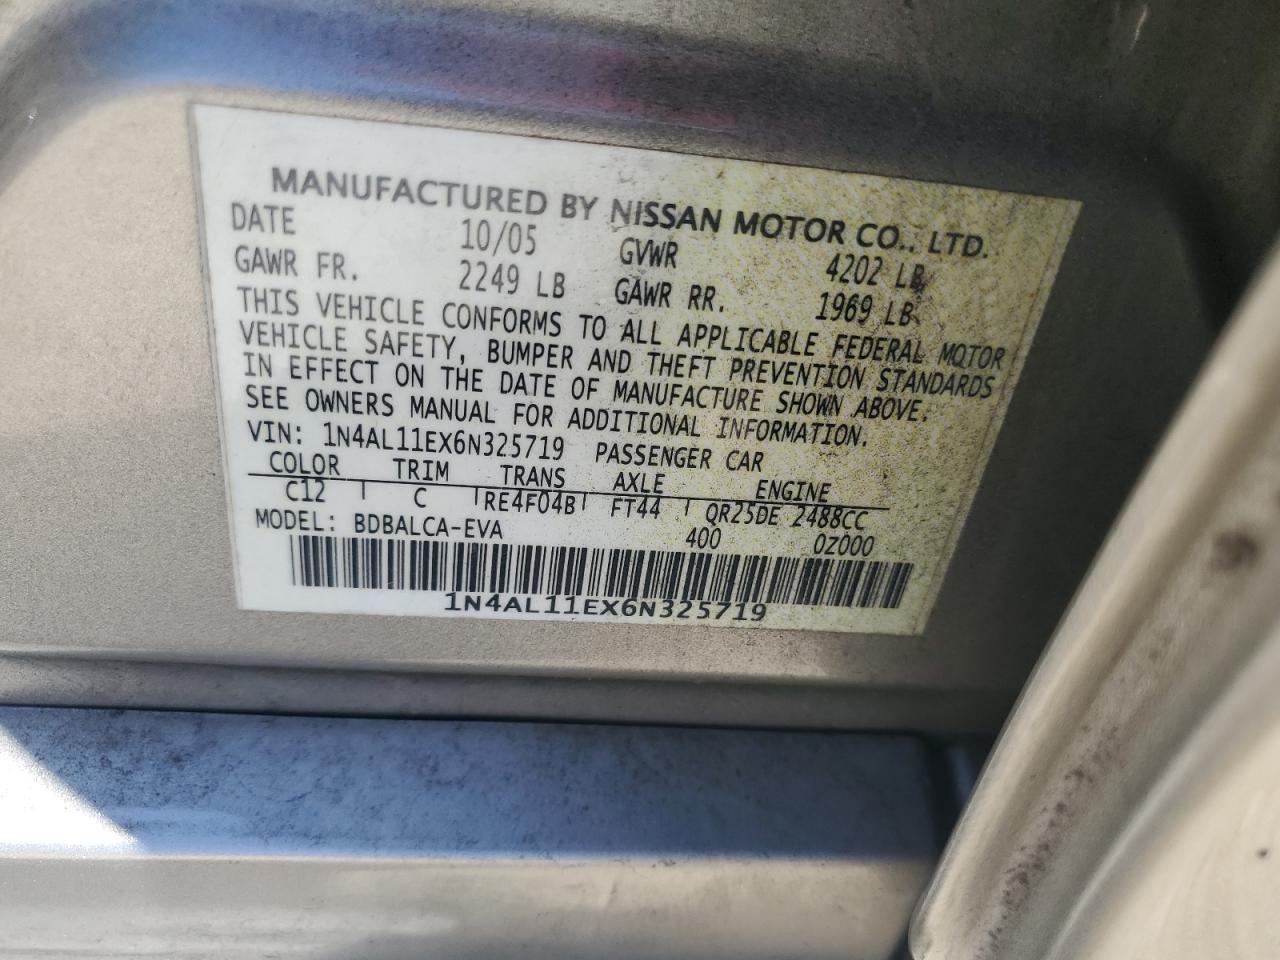 MANUFACTURED BY NISSAN MOTOR CO., LTD.
DATE 10/05 GVWR 4202 LB
GAWR FR. 2249 LB GAWR RR. 1969 LB
THIS VEHICLE CONFORMS TO ALL APPLICABLE FEDERAL MOTOR
VEHICLE SAFETY, BUMPER AND THEFT PREVENTION STANDARDS
IN EFFECT ON THE DATE OF MANUFACTURE SHOWN ABOVE.
SEE OWNERS MANUAL FOR ADDITIONAL INFORMATION.
VIN: 1N4AL11EX6N325719 PASSENGER CAR
COLOR TRIM TRANS AXLE ENGINE
C12 C RE4F04B FT44 QR25DE 2488CC
MODEL: BDBALCA-EVA 400 0Z000
1N4AL11EX6N325719